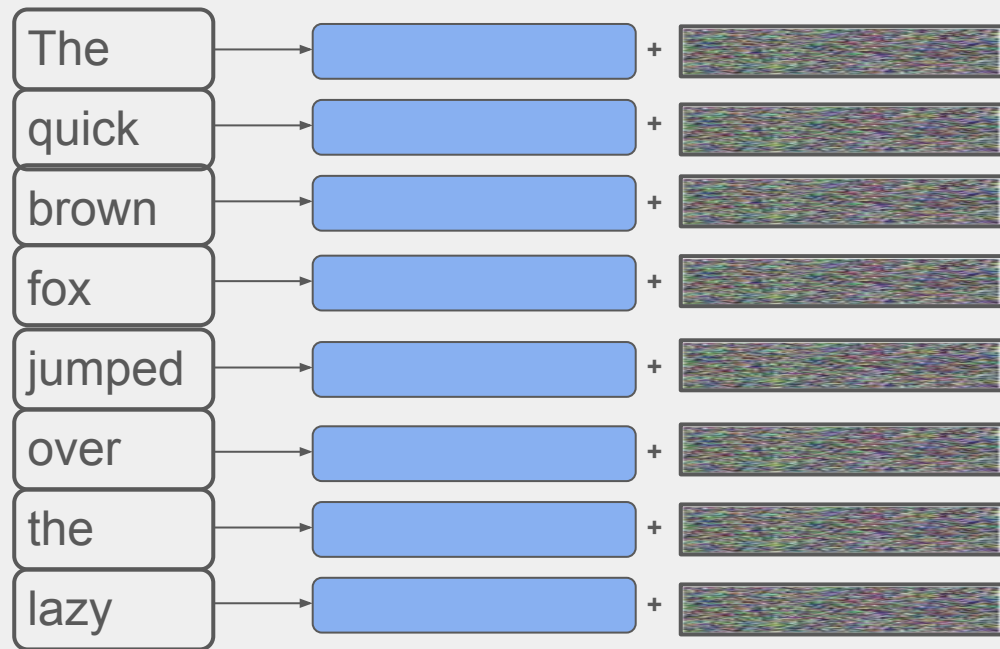 The +
quick +
brown +
fox +
jumped +
over +
the +
lazy +